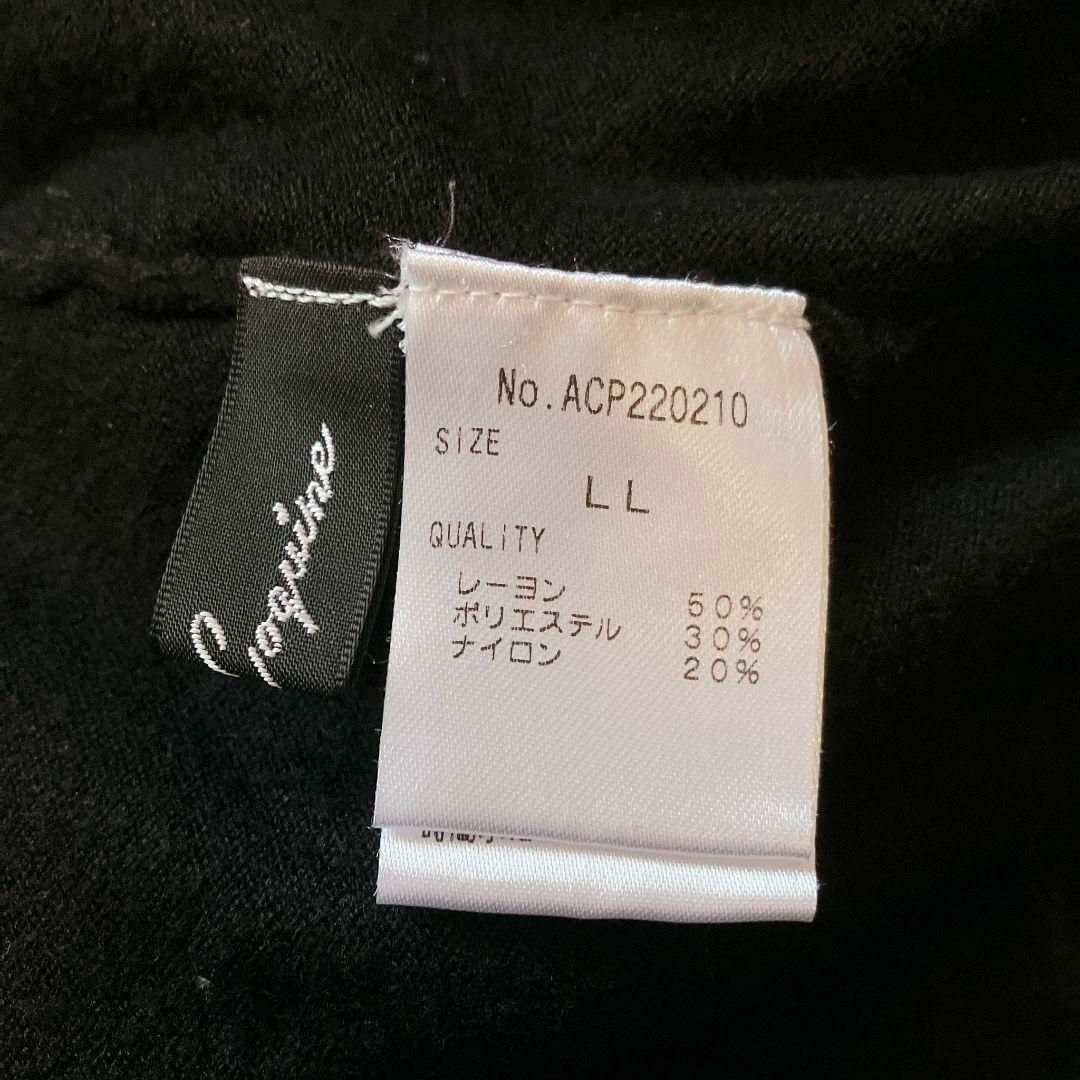 Coquine
No.ACP220210
SIZE
LL
QUALITY
レーヨン 50%
ポリエステル 30%
ナイロン 20%